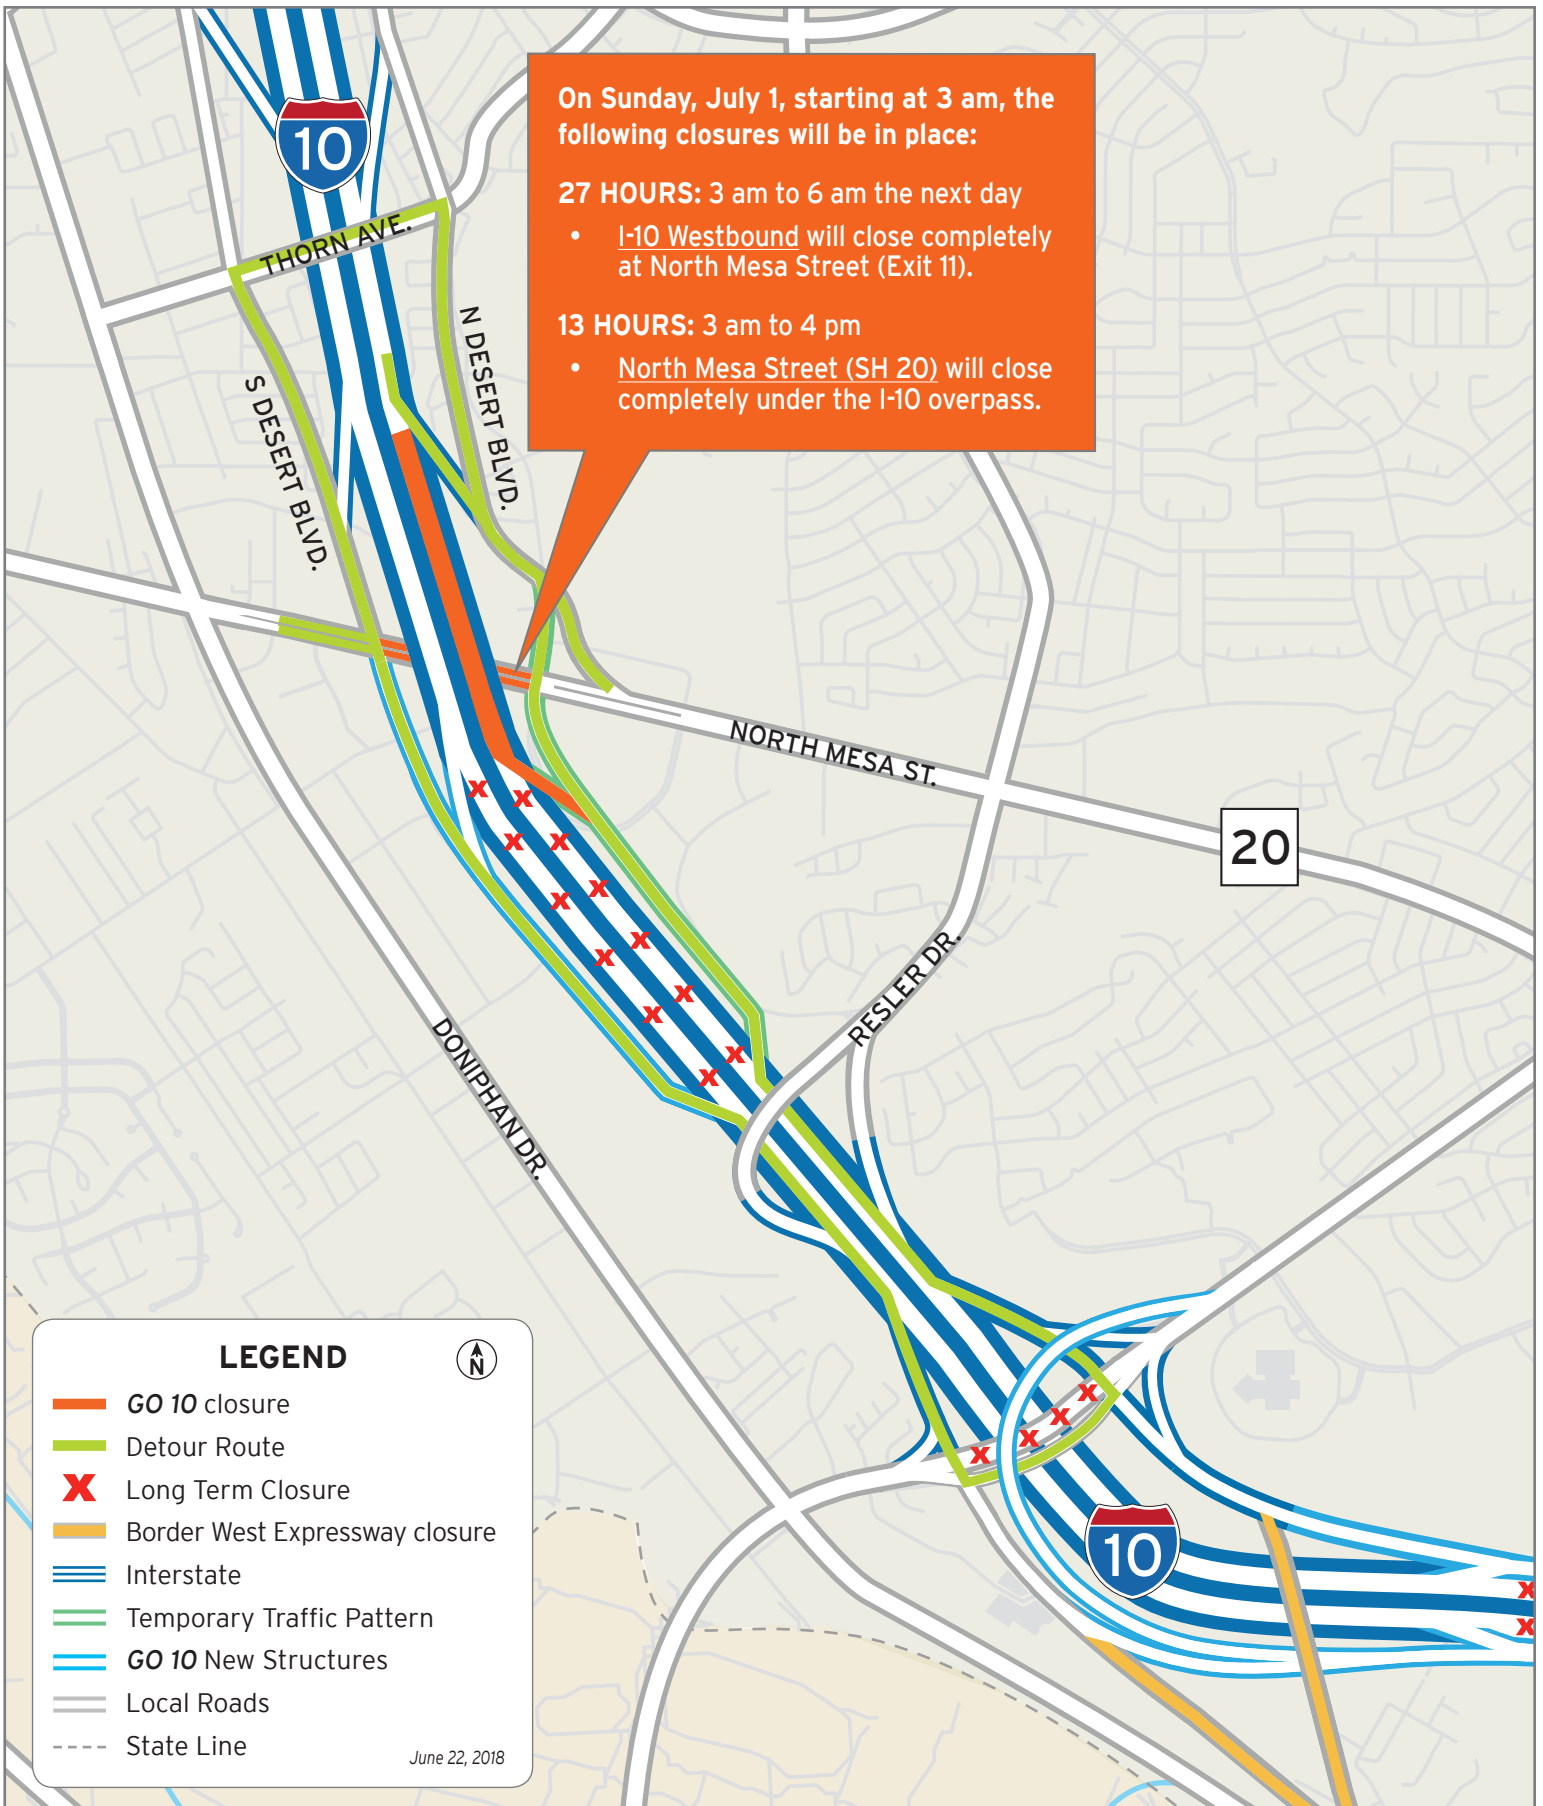 10
On Sunday, July 1, starting at 3 am, the
following closures will be in place:
27 HOURS: 3 am to 6 am the next day
• I-10 Westbound will close completely
at North Mesa Street (Exit 11).
13 HOURS: 3 am to 4 pm
• North Mesa Street (SH 20) will close
completely under the I-10 overpass.
THORN AVE.
N DESERT BLVD.
S DESERT BLVD.
NORTH MESA ST.
20
RESLER DR.
DONIPHAN DR.
10
LEGEND
N
GO 10 closure
Detour Route
X Long Term Closure
Border West Expressway closure
Interstate
Temporary Traffic Pattern
GO 10 New Structures
Local Roads
State Line
June 22, 2018